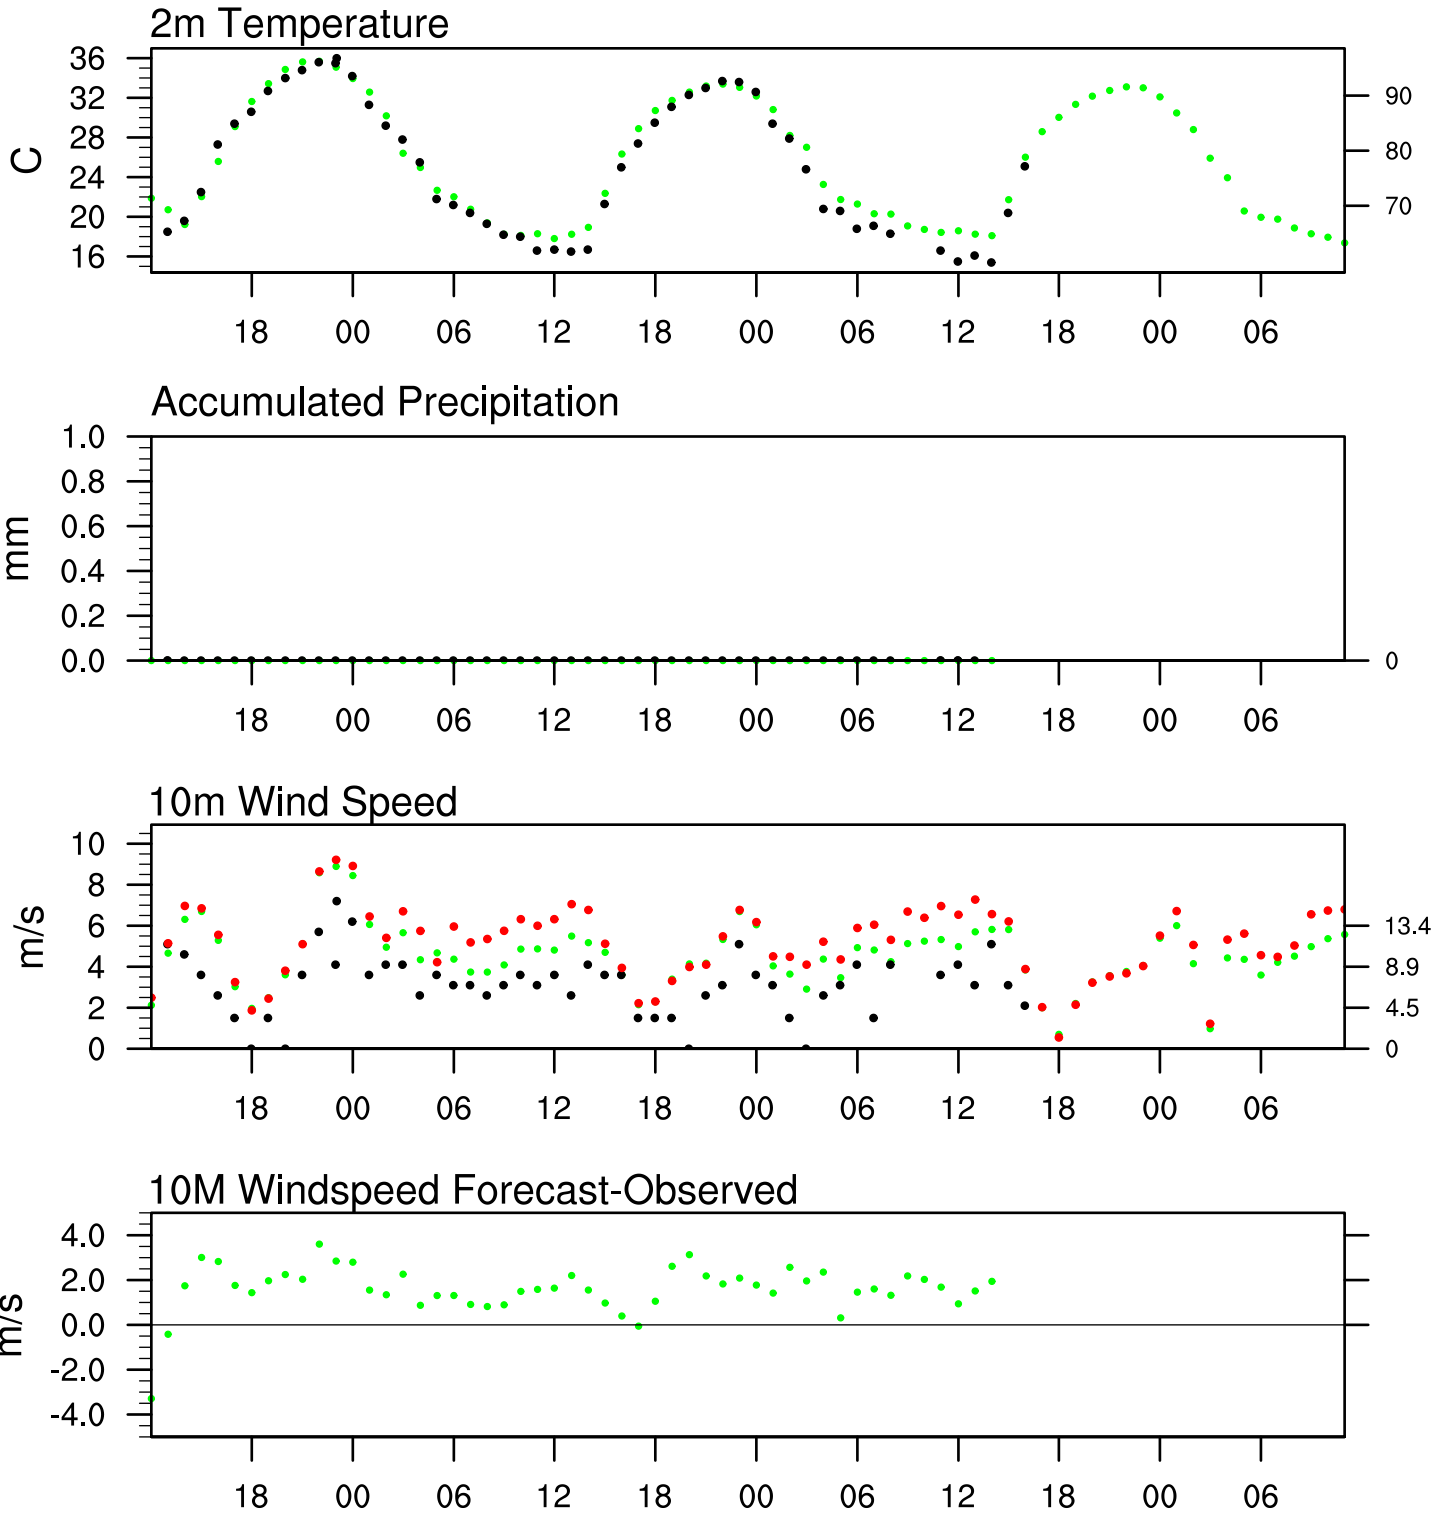 2m Temperature
36
32
28
24
20
16
C
90
80
70
18 00 06 12 18 00 06 12 18 00 06
Accumulated Precipitation
1.0
0.8
0.6
0.4
0.2
0.0
mm
0
18 00 06 12 18 00 06 12 18 00 06
10m Wind Speed
10
8
6
4
2
0
m/s
13.4
8.9
4.5
0
18 00 06 12 18 00 06 12 18 00 06
10M Windspeed Forecast-Observed
4.0
2.0
0.0
-2.0
-4.0
m/s
18 00 06 12 18 00 06 12 18 00 06